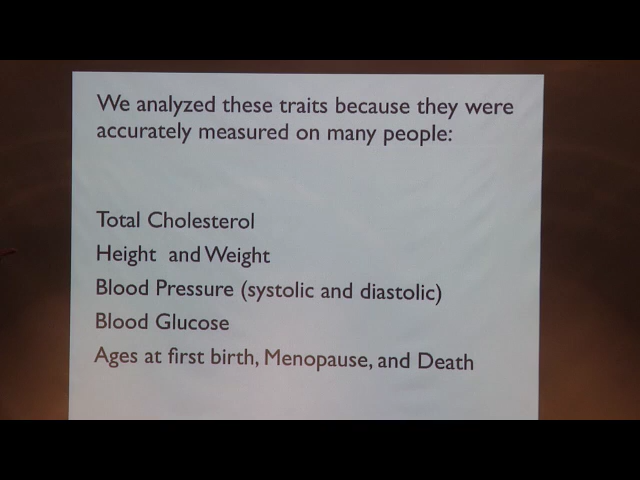 We analyzed these traits because they were
accurately measured on many people:
Total Cholesterol
Height and Weight
Blood Pressure (systolic and diastolic)
Blood Glucose
Ages at first birth, Menopause, and Death